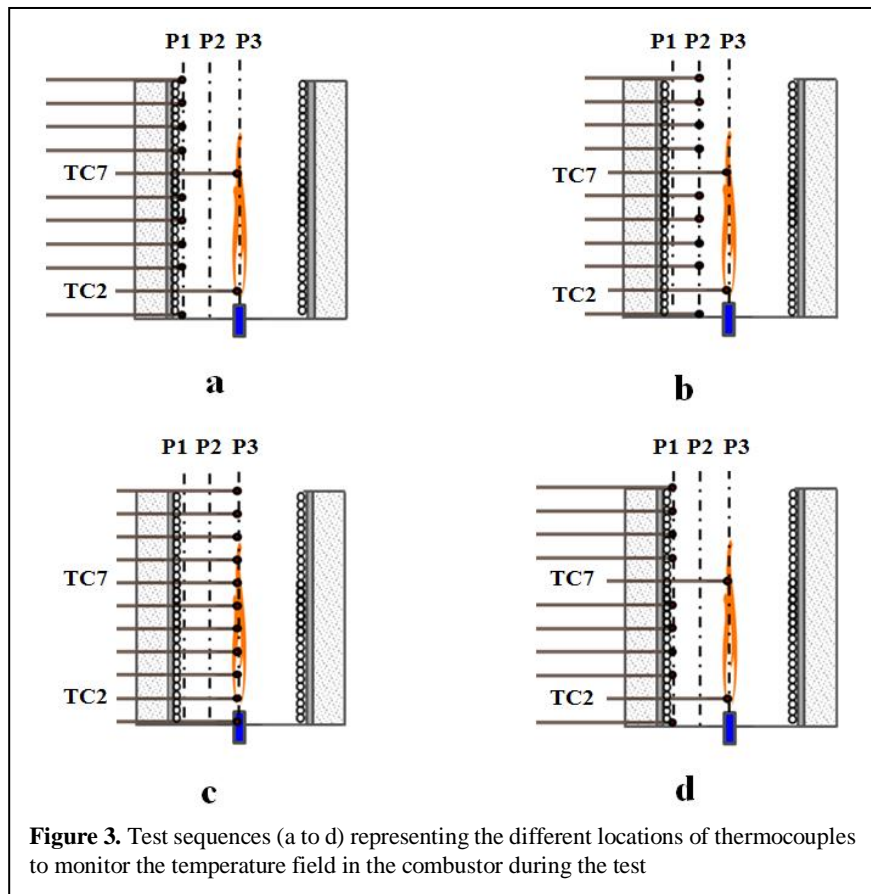 P1 P2 P3
TC7
TC2
a
P1 P2 P3
TC7
TC2
b
P1 P2 P3
TC7
TC2
c
P1 P2 P3
TC7
TC2
d
Figure 3. Test sequences (a to d) representing the different locations of thermocouples
to monitor the temperature field in the combustor during the test